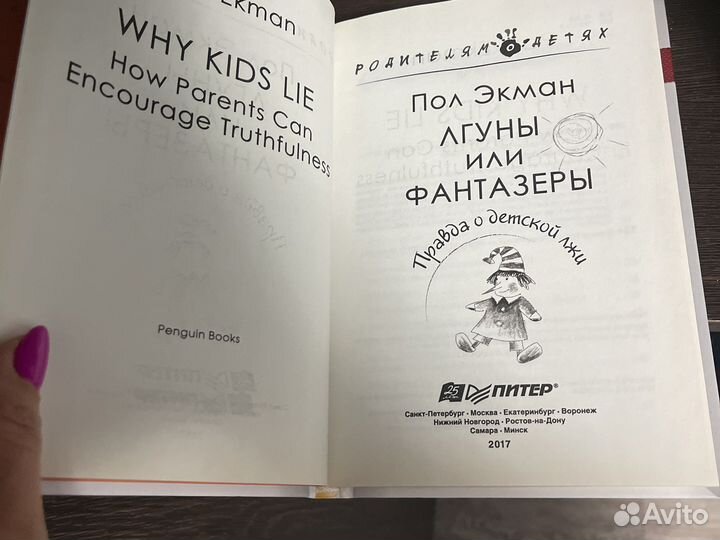 Ekman
WHY KIDS LIE
How Parents Can
Encourage Truthfulness
Penguin Books
РОДИТЕЛЯМ О ДЕТЯХ
Пол Экман
ЛГУНЫ
ИЛИ
ФАНТАЗЕРЫ
Правда о детской лжи
25
ПИТЕР®
Санкт-Петербург • Москва • Екатеринбург • Воронеж
Нижний Новгород • Ростов-на-Дону
Самара • Минск
2017
Avito